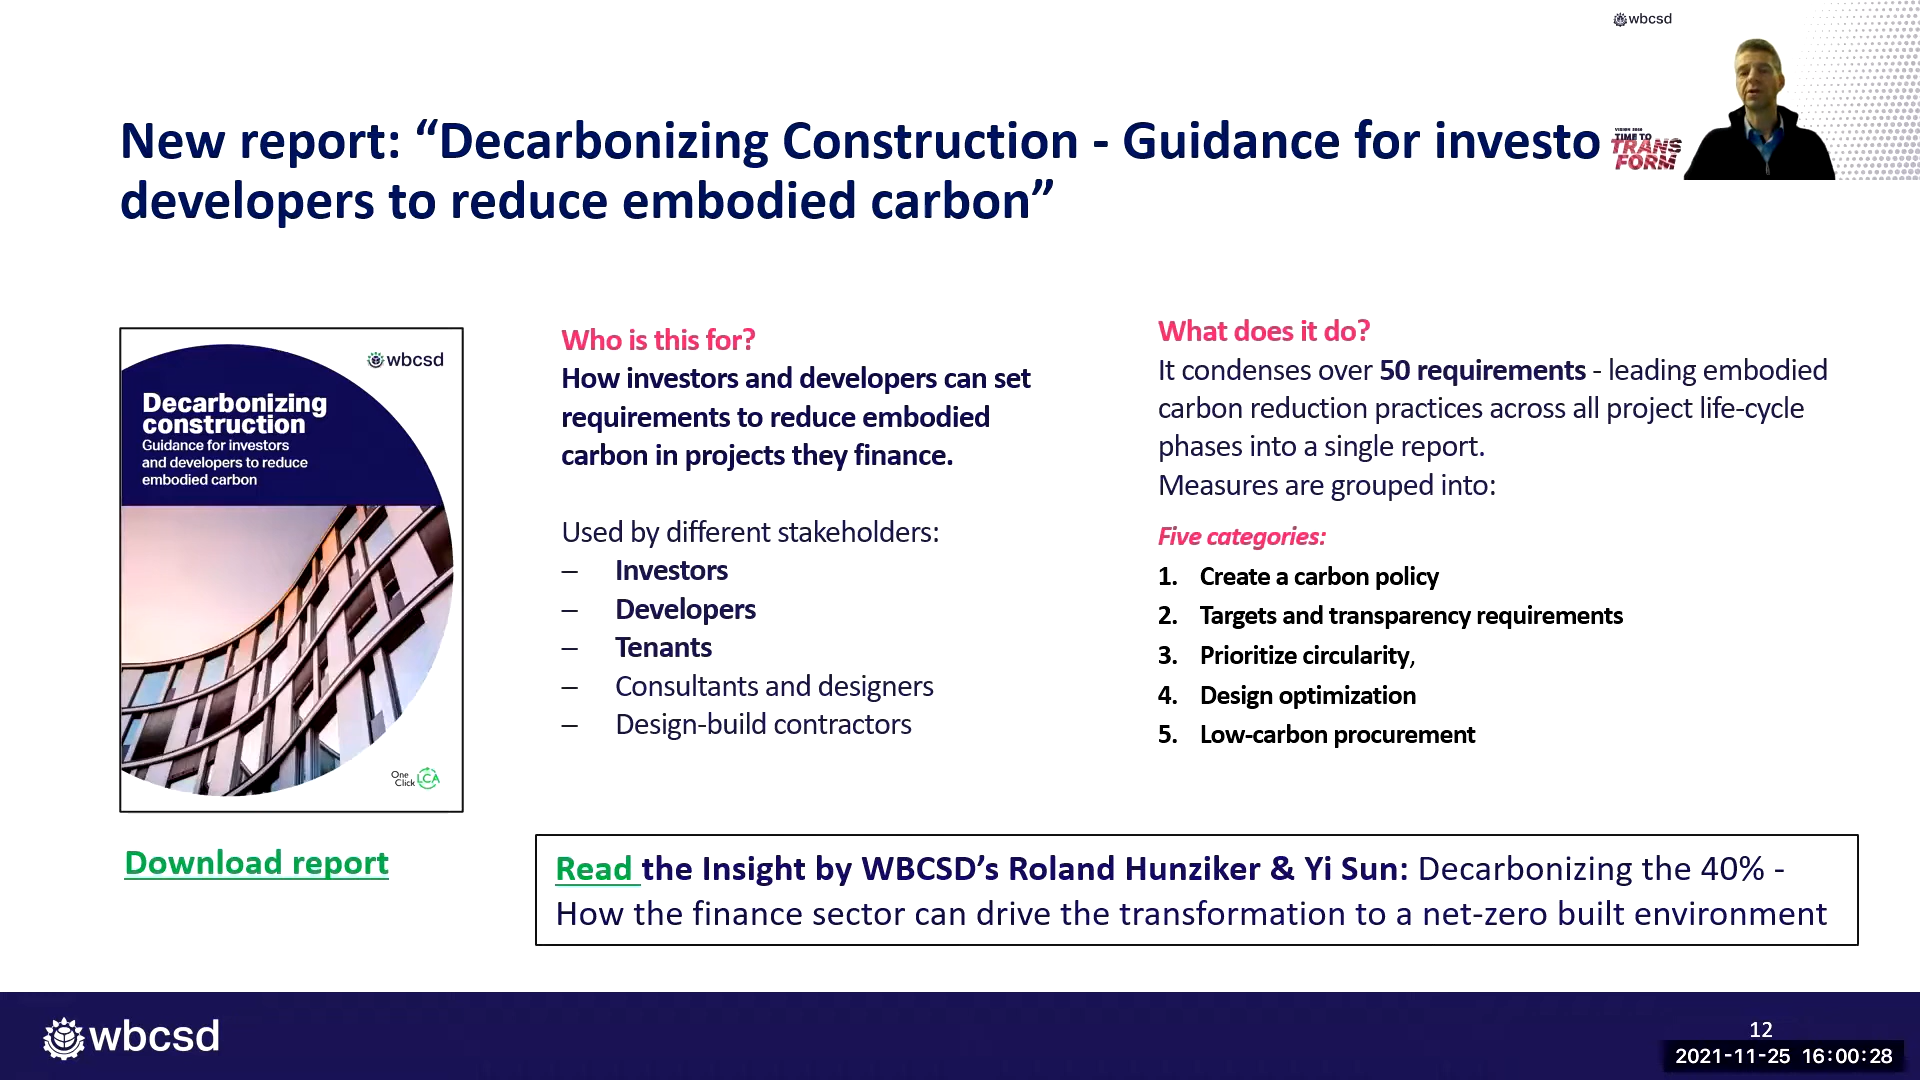 wbcsd
New report: “Decarbonizing Construction - Guidance for investo
developers to reduce embodied carbon”
VISION 2050
TIME TO
TRANS
FORM
wbcsd
Decarbonizing
construction
Guidance for investors
and developers to reduce
embodied carbon
One
Click LCA
Download report
Who is this for?
How investors and developers can set
requirements to reduce embodied
carbon in projects they finance.
Used by different stakeholders:
– Investors
– Developers
– Tenants
– Consultants and designers
– Design-build contractors
What does it do?
It condenses over 50 requirements - leading embodied
carbon reduction practices across all project life-cycle
phases into a single report.
Measures are grouped into:
Five categories:
1. Create a carbon policy
2. Targets and transparency requirements
3. Prioritize circularity,
4. Design optimization
5. Low-carbon procurement
Read the Insight by WBCSD’s Roland Hunziker & Yi Sun: Decarbonizing the 40% -
How the finance sector can drive the transformation to a net-zero built environment
wbcsd
12
2021-11-25 16:00:28